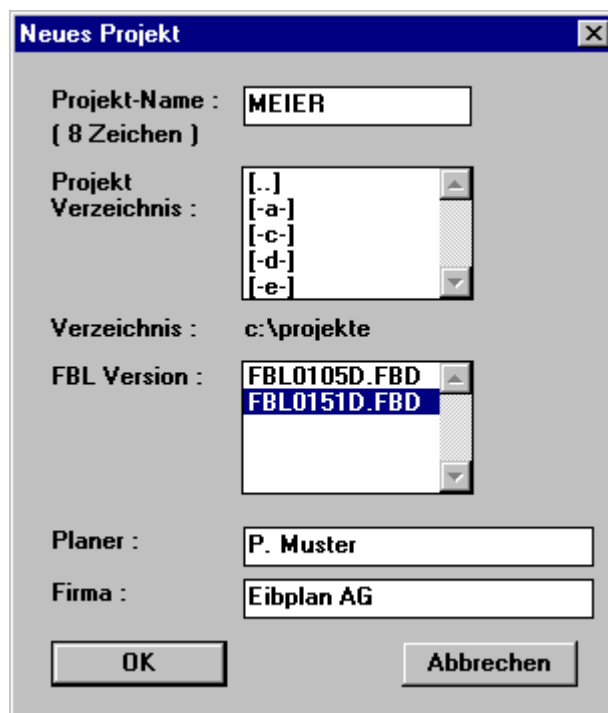 Neues Projekt
Projekt-Name : MEIER
( 8 Zeichen )
Projekt
Verzeichnis :
[..]
[-a-]
[-c-]
[-d-]
[-e-]
Verzeichnis : c:\projekte
FBL Version : FBL0105D.FBD
FBL0151D.FBD
Planer : P. Muster
Firma : Eibplan AG
OK Abbrechen